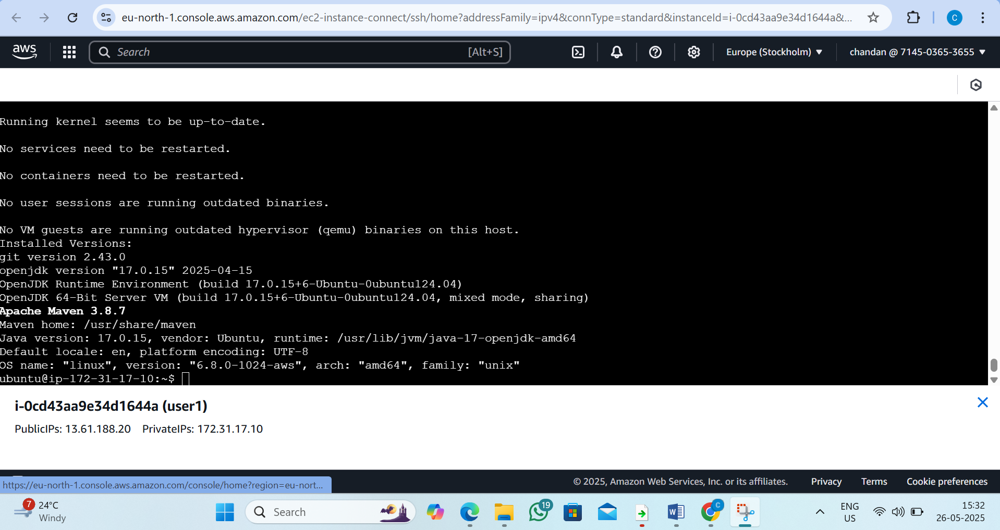 eu-north-1.console.aws.amazon.com/ec2-instance-connect/ssh/home?addressFamily=ipv4&connType=standard&instanceId=i-0cd43aa9e34d1644a&...
C
aws
Search
[Alt+S]
Europe (Stockholm)
chandan @ 7145-0365-3655
Running kernel seems to be up-to-date.
No services need to be restarted.
No containers need to be restarted.
No user sessions are running outdated binaries.
No VM guests are running outdated hypervisor (qemu) binaries on this host.
Installed Versions:
git version 2.43.0
openjdk version "17.0.15" 2025-04-15
OpenJDK Runtime Environment (build 17.0.15+6-Ubuntu-0ubuntu124.04)
OpenJDK 64-Bit Server VM (build 17.0.15+6-Ubuntu-0ubuntu124.04, mixed mode, sharing)
Apache Maven 3.8.7
Maven home: /usr/share/maven
Java version: 17.0.15, vendor: Ubuntu, runtime: /usr/lib/jvm/java-17-openjdk-amd64
Default locale: en, platform encoding: UTF-8
OS name: "linux", version: "6.8.0-1024-aws", arch: "amd64", family: "unix"
ubuntu@ip-172-31-17-10:~$
i-0cd43aa9e34d1644a (user1)
PublicIPs: 13.61.188.20 PrivateIPs: 172.31.17.10
© 2025, Amazon Web Services, Inc. or its affiliates.
Privacy
Terms
Cookie preferences
https://eu-north-1.console.aws.amazon.com/console/home?region=eu-nort...
7
24°C
Windy
Search
19
W
C
ENG
US
15:32
26-05-2025